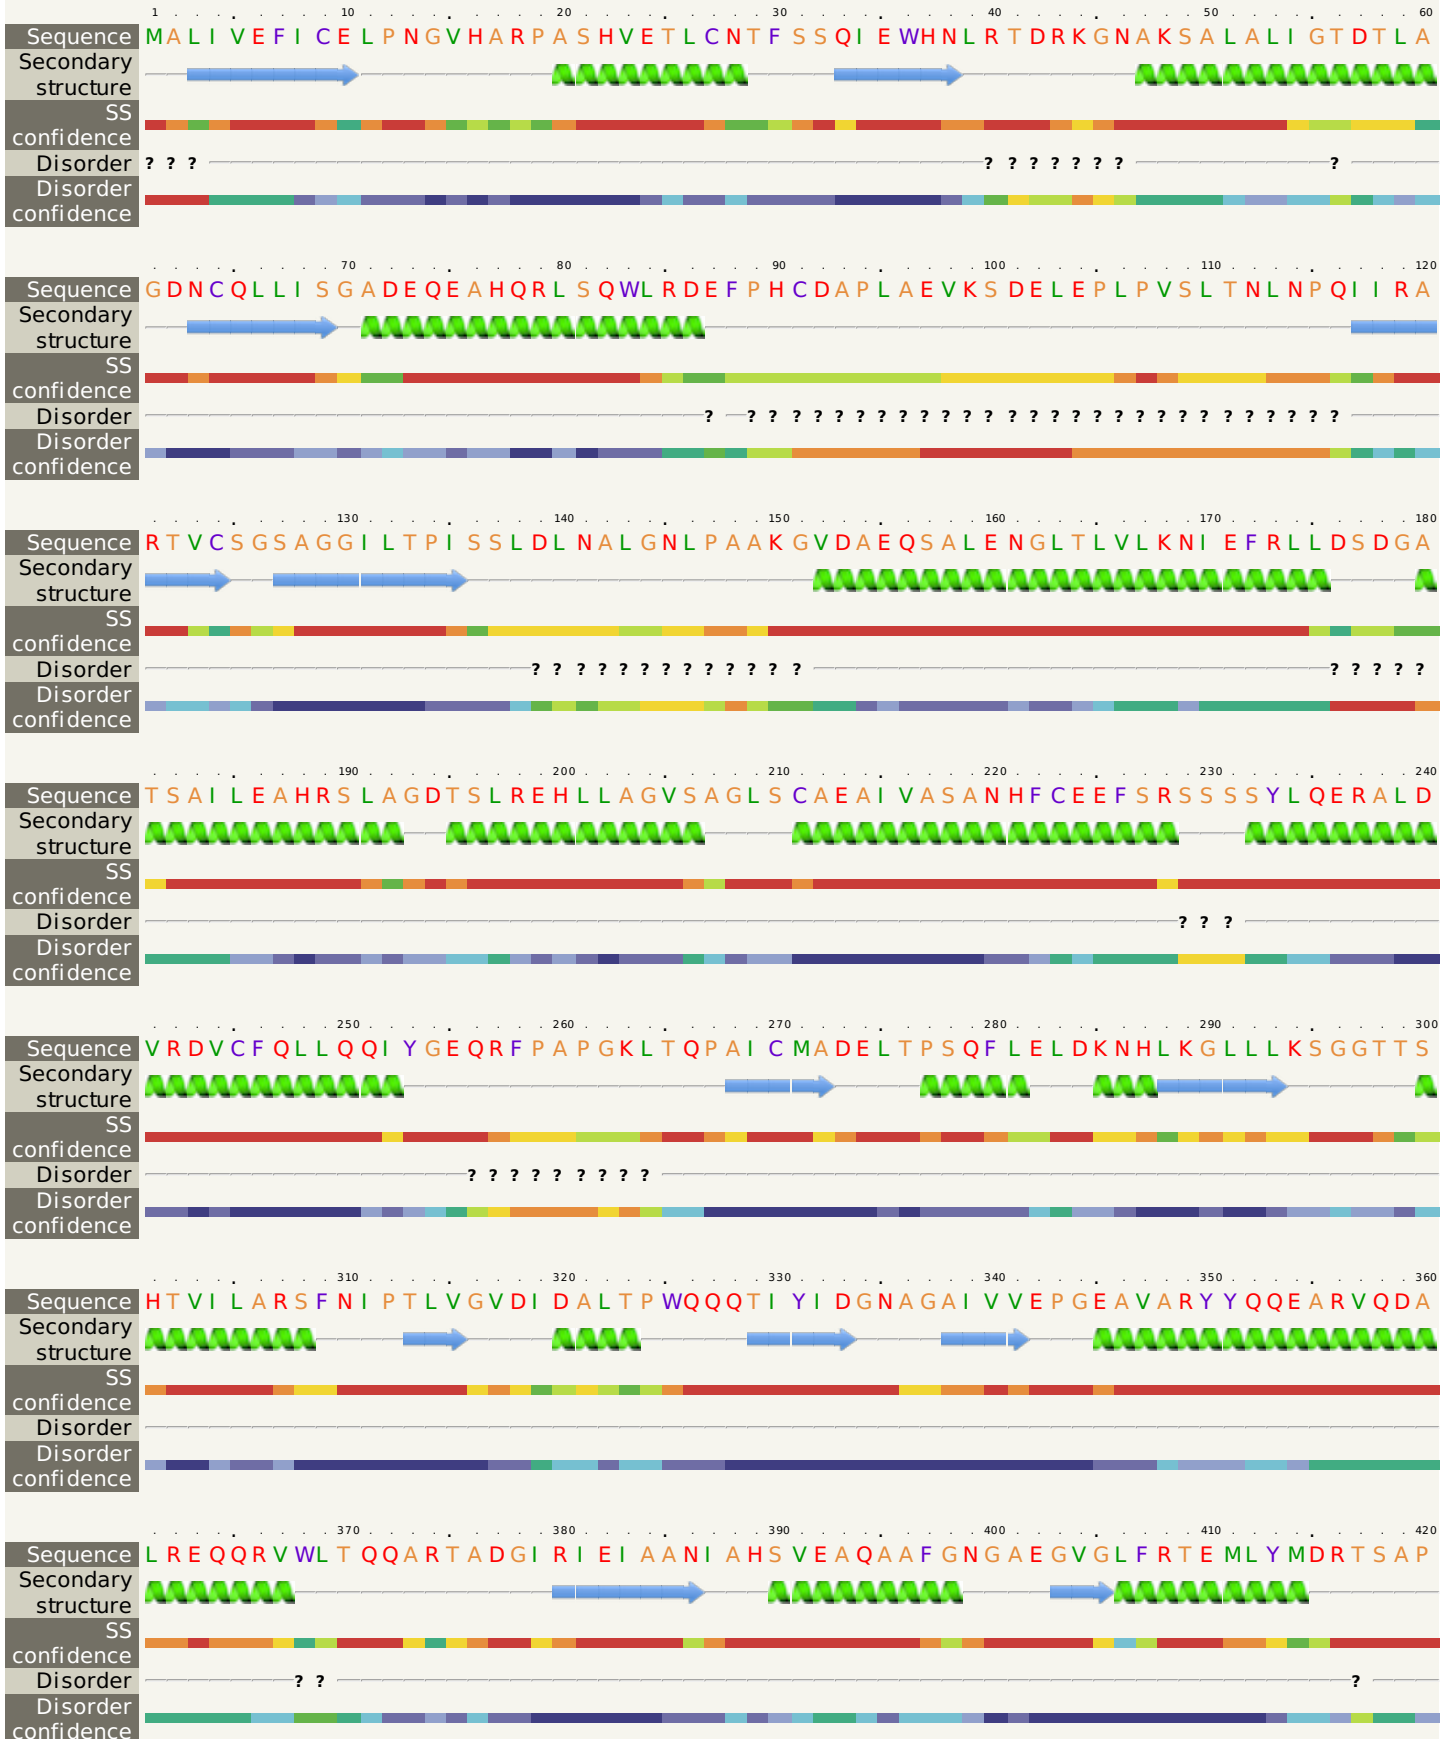 1 10 20 30 40 50 60
Sequence MALIVEFICELPNGVHARPASHVETLCNTFSSQIEWHNLRTDRKGNAKSALALIGTDTLA
Secondary
structure
SS
confidence
Disorder ? ? ? ? ? ? ? ? ? ? ?
Disorder
confidence
70 80 90 100 110 120
Sequence GDNCQLLISGADEQEAHQRLSQWLRDEFPHCDAPLAEVKSDELEPLPVSLTNLNPQIIRA
Secondary
structure
SS
confidence
Disorder ? ? ? ? ? ? ? ? ? ? ? ? ? ? ? ? ? ? ? ? ? ? ? ? ? ? ? ? ?
Disorder
confidence
130 140 150 160 170 180
Sequence RTVCSGSAGGILTPISSLDLNALGNLPAAKGVDAEQSALENGLTLVLKNIEFRLLDSDGA
Secondary
structure
SS
confidence
Disorder ? ? ? ? ? ? ? ? ? ? ? ? ? ? ? ? ? ?
Disorder
confidence
190 200 210 220 230 240
Sequence TSAILEAHRSLAGDTSLREHLLAGVSAGLSCAEAIVASANHFCEEFSRSSSSYLQERALD
Secondary
structure
SS
confidence
Disorder ? ? ?
Disorder
confidence
250 260 270 280 290 300
Sequence VRDVCFQLLQQIYGEQRFPAPGKLTQPAICMADELTPSQFLELDKNHLKGLLLKSGGTTS
Secondary
structure
SS
confidence
Disorder ? ? ? ? ? ? ? ? ?
Disorder
confidence
310 320 330 340 350 360
Sequence HTVILARSFNIPTLVGVDIDALTPWQQQTIYIDGNAGAIVVEPGEAVARYYQQEARVQDA
Secondary
structure
SS
confidence
Disorder
Disorder
confidence
370 380 390 400 410 420
Sequence LREQQRVWLTQQARTADGIRIEIAANIAHSVEAQAAFGNGAEGVGLFRTEMLYMDRTSAP
Secondary
structure
SS
confidence
Disorder ? ? ?
Disorder
confidence